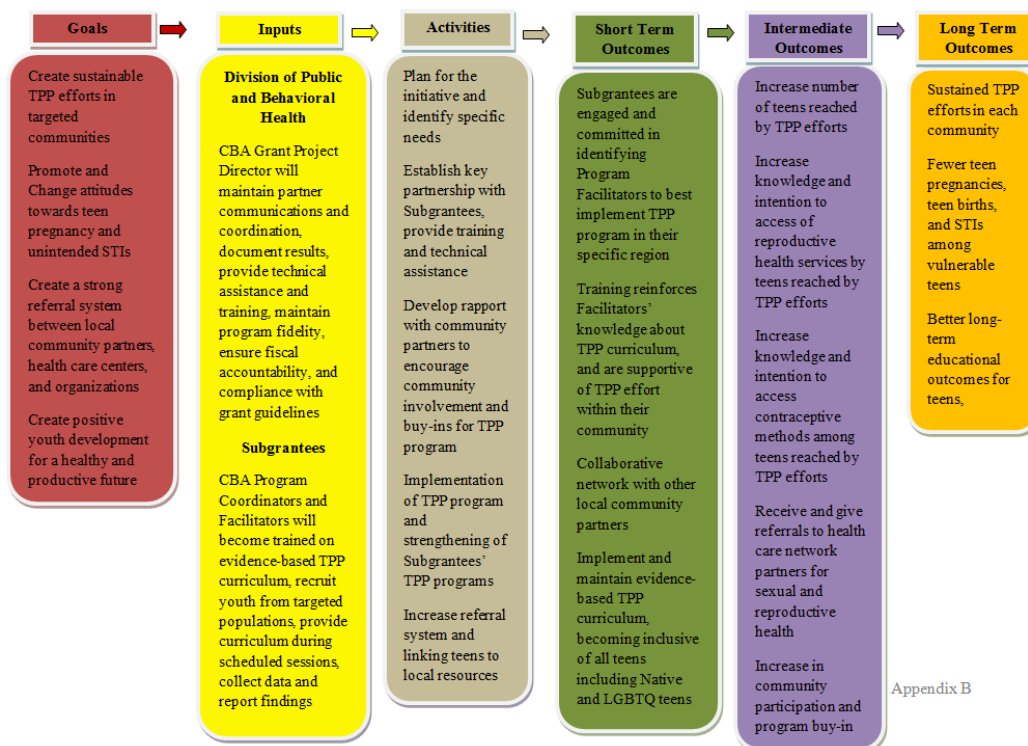 Goals
Create sustainable
TPP efforts in
targeted
communities
Promote and
Change attitudes
towards teen
pregnancy and
unintended STIs
Create a strong
referral system
between local
community partners,
health care centers,
and organizations
Create positive
youth development
for a healthy and
productive future
Inputs
Division of Public
and Behavioral
Health
CBA Grant Project
Director will
maintain partner
communications and
coordination,
document results,
provide technical
assistance and
training, maintain
program fidelity,
ensure fiscal
accountability, and
compliance with
grant guidelines
Subgrantees
CBA Program
Coordinators and
Facilitators will
become trained on
evidence-based TPP
curriculum, recruit
youth from targeted
populations, provide
curriculum during
scheduled sessions,
collect data and
report findings
Activities
Plan for the
initiative and
identify specific
needs
Establish key
partnership with
Subgrantees,
provide training
and technical
assistance
Develop rapport
with community
partners to
encourage
community
involvement and
buy-ins for TPP
program
Implementation of
TPP program
and
strengthening of
Subgrantees'
TPP programs
Increase referral
system and
linking teens to
local resources
Short Term
Outcomes
Subgrantees are
engaged and
committed in
identifying
Program
Facilitators to best
implement TPP
program in their
specific region
Training reinforces
Facilitators'
knowledge about
TPP curriculum,
and are supportive
of TPP effort
within their
community
Collaborative
network with other
local community
partners
Implement and
maintain evidence-
based TPP
curriculum,
becoming inclusive
of all teens
including Native
and LGBTQ teens
Intermediate
Outcomes
Increase number
of teens reached
by TPP efforts
Increase
knowledge and
intention to
access of
reproductive
health services by
teens reached by
TPP efforts
Increase
knowledge and
intention to
access
contraceptive
methods among
teens reached by
TPP efforts
Receive and give
referrals to health
care network
partners for
sexual and
reproductive
health
Increase in
community
participation and
program buy-in
Long Term
Outcomes
Sustained TPP
efforts in each
community
Fewer teen
pregnancies,
teen births,
and STIs
among
vulnerable
teens
Better long-
term
educational
outcomes for
teens,
Appendix B